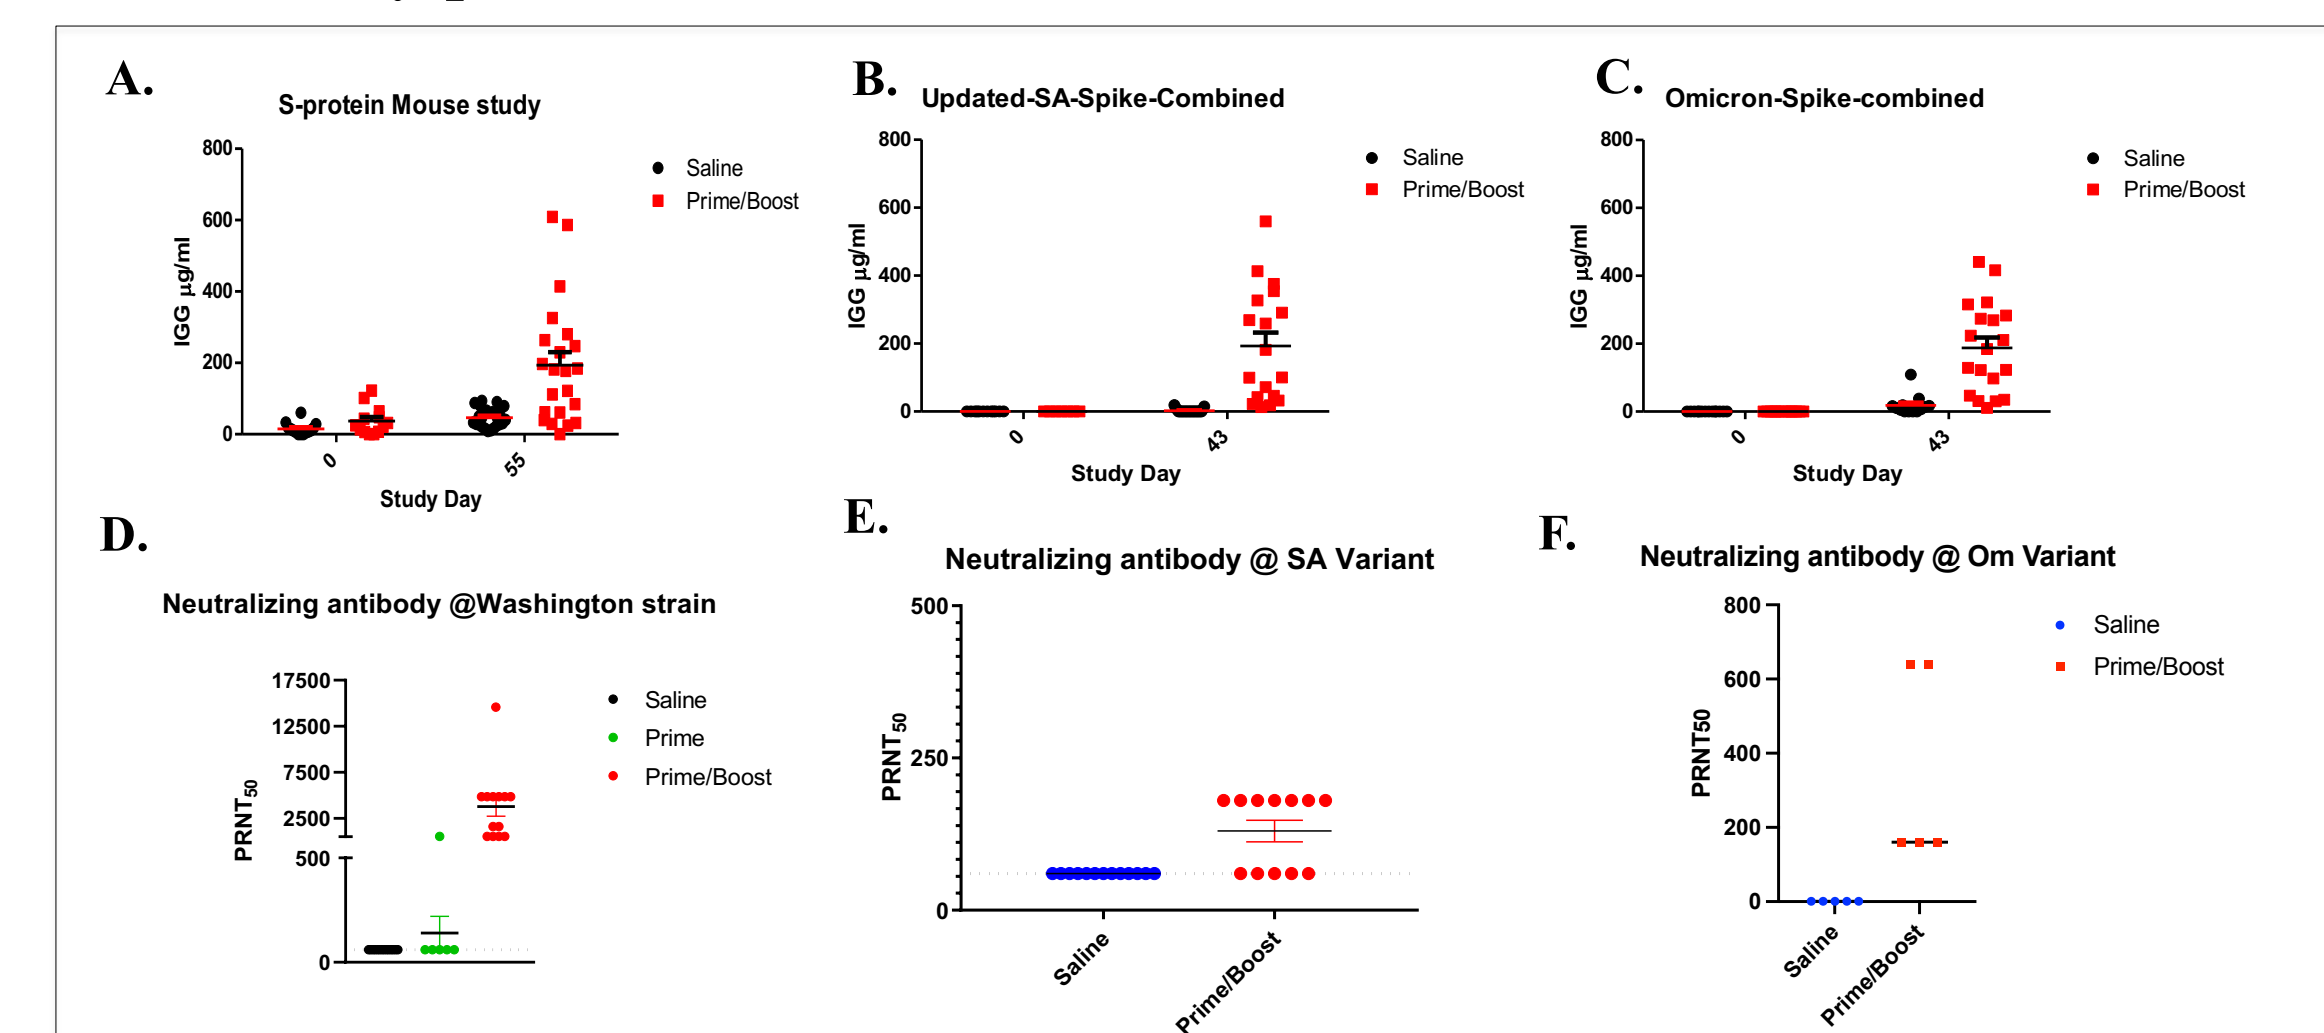 A.
S-protein Mouse study
800
600
400
200
0
IGG µg/ml
0
55
Study Day
Saline
Prime/Boost
B.
Updated-SA-Spike-Combined
800
600
400
200
0
IGG µg/ml
0
43
Study Day
Saline
Prime/Boost
C.
Omicron-Spike-combined
800
600
400
200
0
IGG µg/ml
0
43
Study Day
Saline
Prime/Boost
D.
Neutralizing antibody @Washington strain
17500
12500
7500
2500
500
0
PRNT50
Saline
Prime
Prime/Boost
E.
Neutralizing antibody @ SA Variant
500
250
0
PRNT50
Saline
Prime/Boost
F.
Neutralizing antibody @ Om Variant
800
600
400
200
0
PRNT50
Saline
Prime/Boost
Saline
Prime/Boost